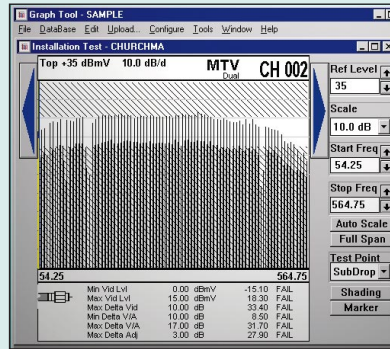 Graph Tool - SAMPLE
File DataBase Edit Upload... Configure Tools Window Help
Installation Test - CHURCHMA
Top +35 dBmV 10.0 dB/d MTV CH 002
Dual
Ref Level
35
Scale
10.0 dB
Start Freq
54.25
Stop Freq
564.75
Auto Scale
Full Span
Test Point
SubDrop
Shading
Marker
54.25 564.75
Min Vid Lvl 0.00 dBmV -15.10 FAIL
Max Vid Lvl 15.00 dBmV 18.30 FAIL
Max Delta Vid 10.00 dB 33.40 FAIL
Min Delta V/A 10.00 dB 8.50 FAIL
Max Delta V/A 17.00 dB 31.70 FAIL
Max Delta Adj 3.00 dB 27.90 FAIL